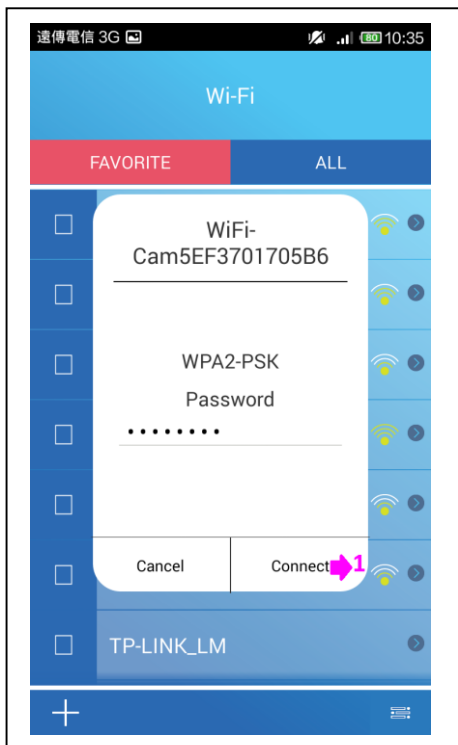 遠傳電信 3G 80 10:35
Wi-Fi
FAVORITE ALL
WiFi-
Cam5EF3701705B6
WPA2-PSK
Password
••••••••
Cancel Connect 1
TP-LINK_LM